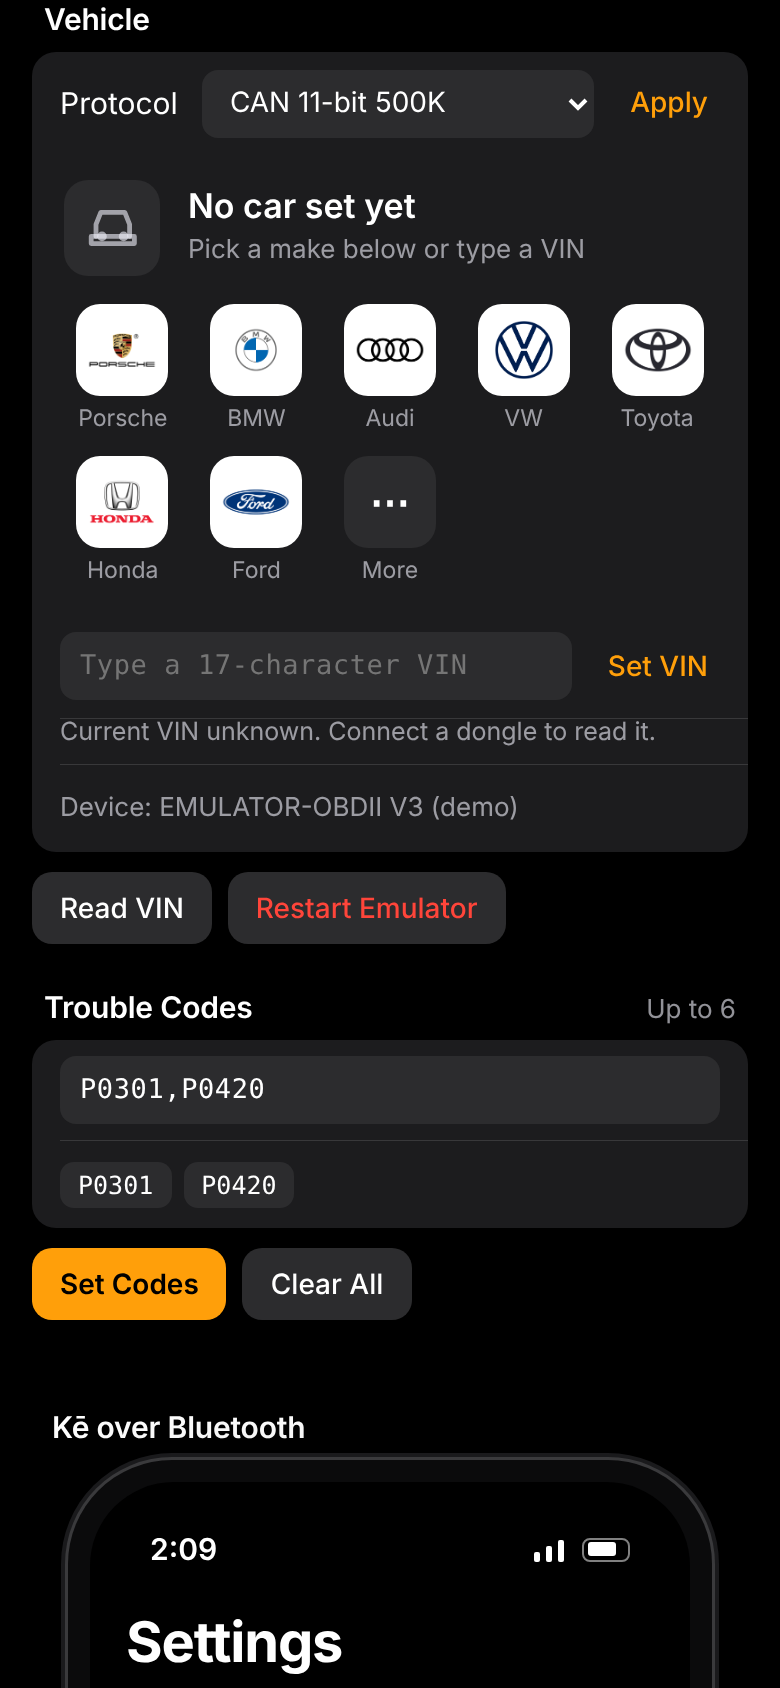 Vehicle
Protocol CAN 11-bit 500K Apply
No car set yet
Pick a make below or type a VIN
PORSCHE
BMW
Porsche BMW Audi VW Toyota
HONDA Ford ...
Honda Ford More
Type a 17-character VIN Set VIN
Current VIN unknown. Connect a dongle to read it.
Device: EMULATOR-OBDII V3 (demo)
Read VIN Restart Emulator
Trouble Codes Up to 6
P0301,P0420
P0301 P0420
Set Codes Clear All
Kē over Bluetooth
2:09
Settings